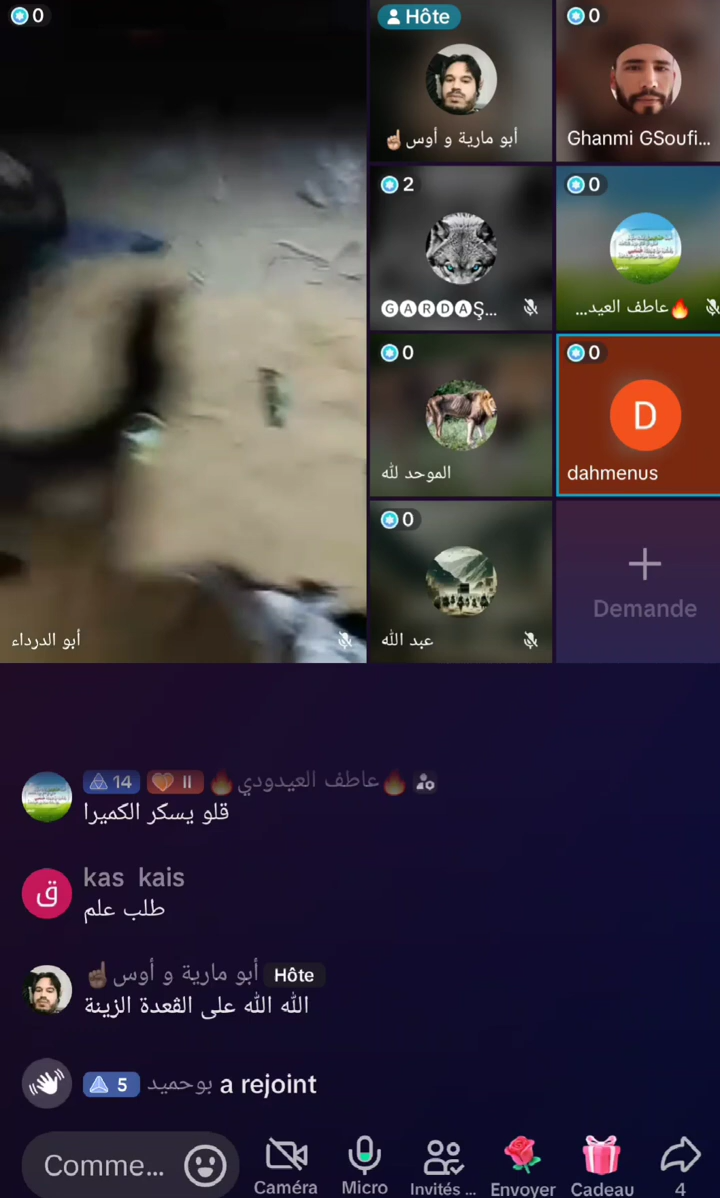 0
Hôte
أبو مارية و أوس☝🏽
0
Ghanmi GSoufi...
2
🅖🅐🅡🅓🅐Ş...
0
🔥عاطف العيد...
0
الموحد لله
0
D
dahmenus
أبو الدرداء
0
عبد الله
+
Demande
14 II 🔥عاطف العيدودي🔥
قلو يسكر الكميرا
ق
kas kais
طلب علم
أبو مارية و أوس☝🏽 Hôte
الله الله على الڨعدة الزينة
5 بوحميد a rejoint
Comme...
Caméra
Micro
Invités ...
Envoyer
Cadeau
4